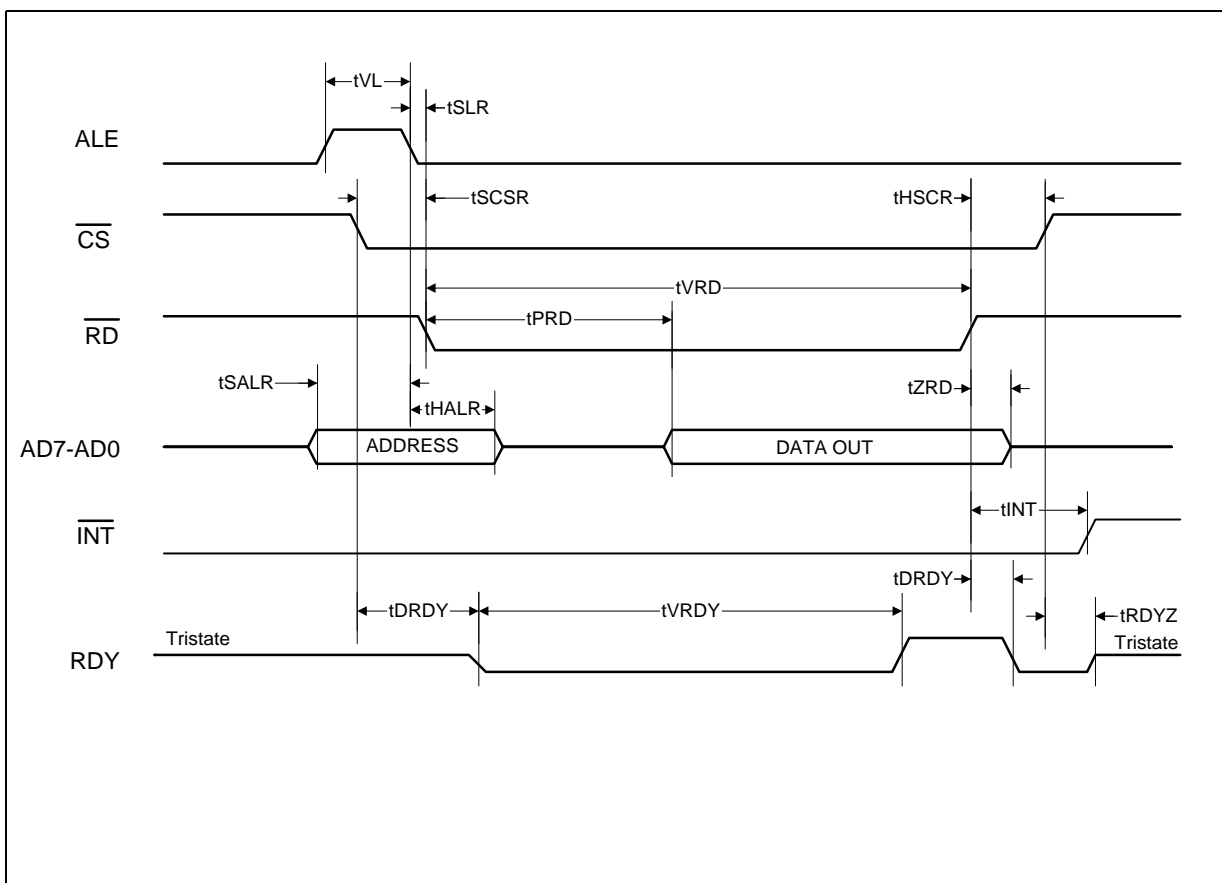 tVL
tSLR
ALE
tSCSR
tHSCR
CS
tVRD
tPRD
RD
tSALR
tZRD
tHALR
AD7-AD0
ADDRESS
DATA OUT
tINT
INT
tDRDY
tDRDY
tVRDY
tRDYZ
Tristate
Tristate
RDY